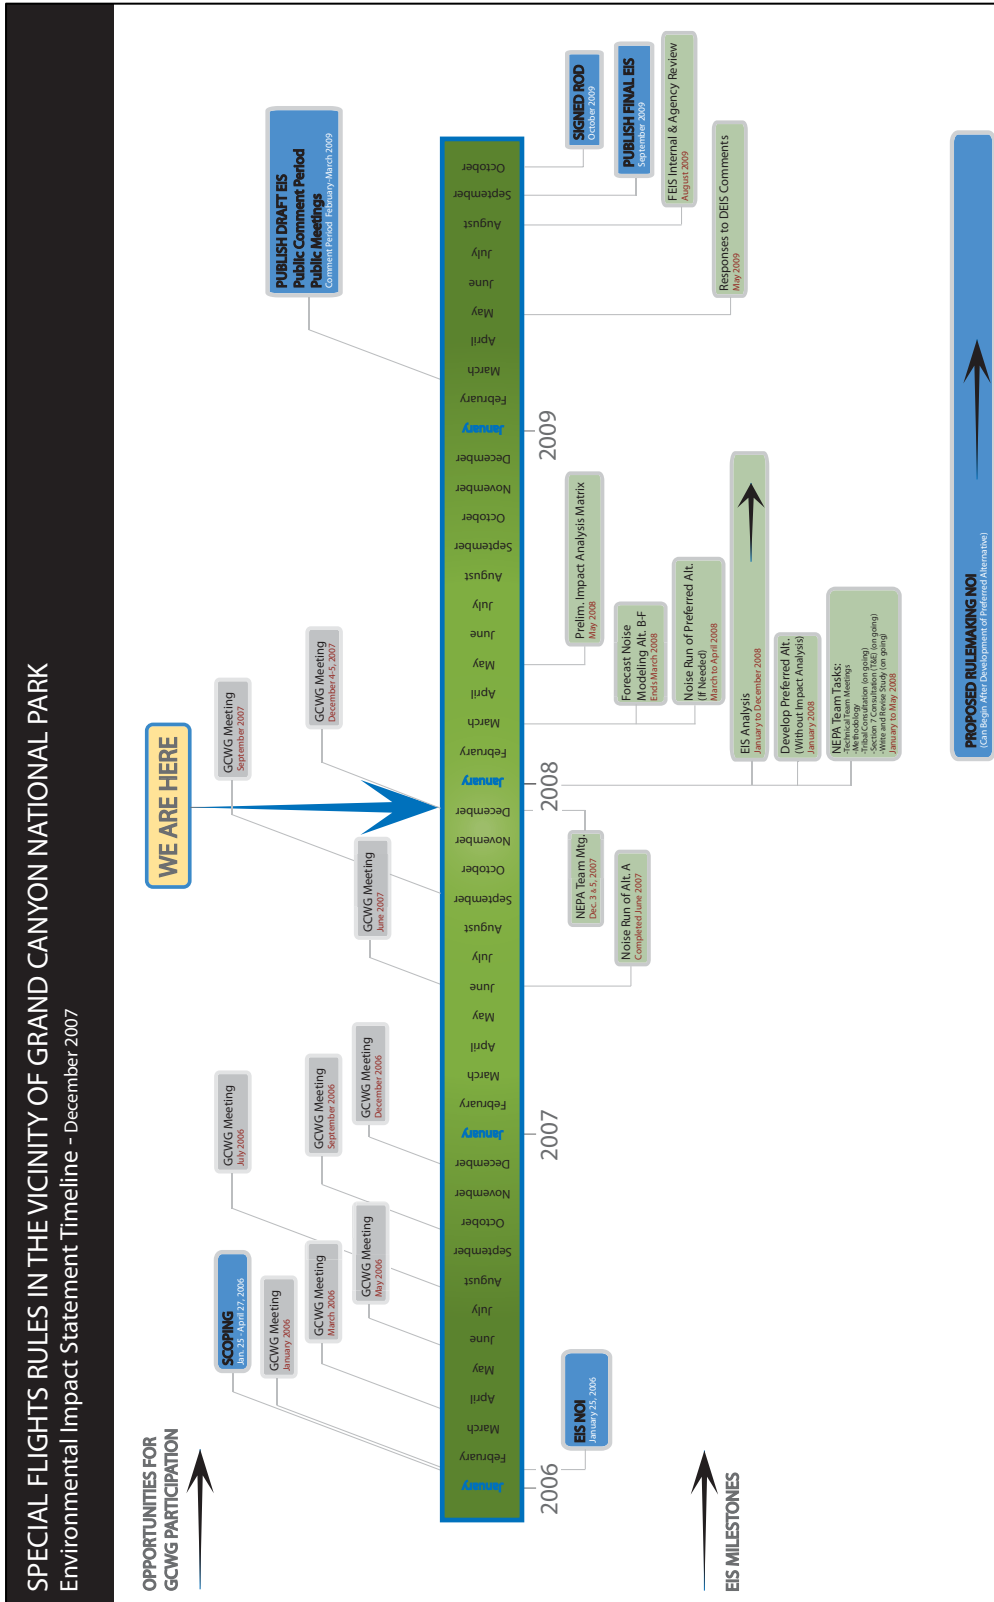 SPECIAL FLIGHTS RULES IN THE VICINITY OF GRAND CANYON NATIONAL PARK
Environmental Impact Statement Timeline - December 2007
OPPORTUNITIES FOR
GCWG PARTICIPATION
SCOPING
Jan. 25 - April 27, 2006
GCWG Meeting
January 2006
GCWG Meeting
March 2006
GCWG Meeting
May 2006
GCWG Meeting
July 2006
GCWG Meeting
September 2006
GCWG Meeting
December 2006
GCWG Meeting
June 2007
GCWG Meeting
September 2007
WE ARE HERE
GCWG Meeting
December 4-5, 2007
PUBLISH DRAFT EIS
Public Comment Period
Public Meetings
Comment Period February-March 2009
January
February
March
April
May
June
July
August
September
October
November
December
January
February
March
April
May
June
July
August
September
October
November
December
January
February
March
April
May
June
July
August
September
October
November
December
January
February
March
April
May
June
July
August
September
October
2006
2007
2008
2009
EIS MILESTONES
EIS NOI
January 25, 2006
Noise Run of Alt. A
Completed June 2007
NEPA Team Mtg.
Dec. 3 & 5, 2007
EIS Analysis
January to December 2008
Develop Preferred Alt.
(Without Impact Analysis)
January 2008
NEPA Team Tasks:
-Technical Team Meetings
-Methodology
-Tribal Consultation (on going)
-Section 7 Consultation (T&E) (on going)
-Write and Revise Study (on going)
January to May 2008
Forecast Noise
Modeling Alt. B-F
Ends March 2008
Noise Run of Preferred Alt.
(If Needed)
March to April 2008
Prelim. Impact Analysis Matrix
May 2008
Responses to DEIS Comments
May 2009
FEIS Internal & Agency Review
August 2009
PUBLISH FINAL EIS
September 2009
SIGNED ROD
October 2009
PROPOSED RULEMAKING NOI
(Can Begin After Development of Preferred Alternative)